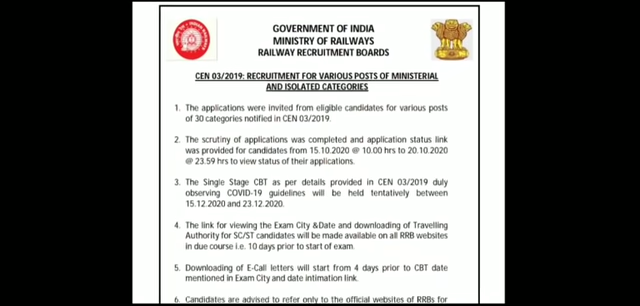 GOVERNMENT OF INDIA
MINISTRY OF RAILWAYS
RAILWAY RECRUITMENT BOARDS
CEN 03/2019: RECRUITMENT FOR VARIOUS POSTS OF MINISTERIAL
AND ISOLATED CATEGORIES
1. The applications were invited from eligible candidates for various posts
of 30 categories notified in CEN 03/2019.
2. The scrutiny of applications was completed and application status link
was provided for candidates from 15.10.2020 @ 10.00 hrs to 20.10.2020
@ 23.59 hrs to view status of their applications.
3. The Single Stage CBT as per details provided in CEN 03/2019 duly
observing COVID-19 guidelines will be held tentatively between
15.12.2020 and 23.12.2020.
4. The link for viewing the Exam City &Date and downloading of Travelling
Authority for SC/ST candidates will be made available on all RRB websites
in due course i.e. 10 days prior to start of exam.
5. Downloading of E-Call letters will start from 4 days prior to CBT date
mentioned in Exam City and date intimation link.
6. Candidates are advised to refer only to the official websites of RRBs for